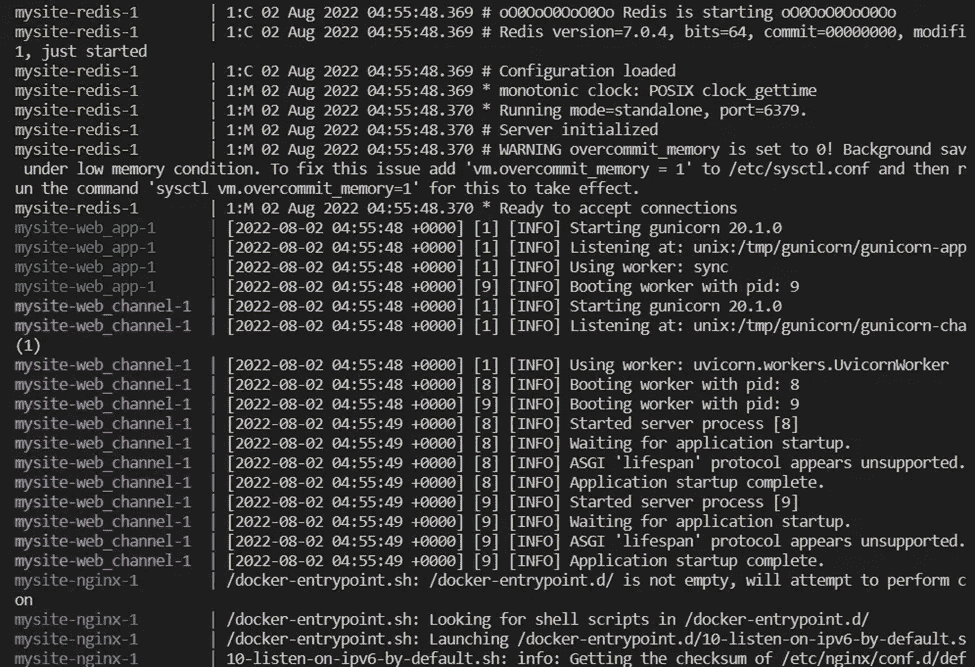 mysite-redis-1 | 1:C 02 Aug 2022 04:55:48.369 # oO0OoO0OoO0Oo Redis is starting oO0OoO0OoO0Oo
mysite-redis-1 | 1:C 02 Aug 2022 04:55:48.369 # Redis version=7.0.4, bits=64, commit=00000000, modifi
1, just started
mysite-redis-1 | 1:C 02 Aug 2022 04:55:48.369 # Configuration loaded
mysite-redis-1 | 1:M 02 Aug 2022 04:55:48.369 * monotonic clock: POSIX clock_gettime
mysite-redis-1 | 1:M 02 Aug 2022 04:55:48.370 * Running mode=standalone, port=6379.
mysite-redis-1 | 1:M 02 Aug 2022 04:55:48.370 # Server initialized
mysite-redis-1 | 1:M 02 Aug 2022 04:55:48.370 # WARNING overcommit_memory is set to 0! Background sav
under low memory condition. To fix this issue add 'vm.overcommit_memory = 1' to /etc/sysctl.conf and then r
un the command 'sysctl vm.overcommit_memory=1' for this to take effect.
mysite-redis-1 | 1:M 02 Aug 2022 04:55:48.370 * Ready to accept connections
mysite-web_app-1 | [2022-08-02 04:55:48 +0000] [1] [INFO] Starting gunicorn 20.1.0
mysite-web_app-1 | [2022-08-02 04:55:48 +0000] [1] [INFO] Listening at: unix:/tmp/gunicorn/gunicorn-app
mysite-web_app-1 | [2022-08-02 04:55:48 +0000] [1] [INFO] Using worker: sync
mysite-web_app-1 | [2022-08-02 04:55:48 +0000] [9] [INFO] Booting worker with pid: 9
mysite-web_channel-1 | [2022-08-02 04:55:48 +0000] [1] [INFO] Starting gunicorn 20.1.0
mysite-web_channel-1 | [2022-08-02 04:55:48 +0000] [1] [INFO] Listening at: unix:/tmp/gunicorn/gunicorn-cha
(1)
mysite-web_channel-1 | [2022-08-02 04:55:48 +0000] [1] [INFO] Using worker: uvicorn.workers.UvicornWorker
mysite-web_channel-1 | [2022-08-02 04:55:48 +0000] [8] [INFO] Booting worker with pid: 8
mysite-web_channel-1 | [2022-08-02 04:55:48 +0000] [9] [INFO] Booting worker with pid: 9
mysite-web_channel-1 | [2022-08-02 04:55:49 +0000] [8] [INFO] Started server process [8]
mysite-web_channel-1 | [2022-08-02 04:55:49 +0000] [8] [INFO] Waiting for application startup.
mysite-web_channel-1 | [2022-08-02 04:55:49 +0000] [8] [INFO] ASGI 'lifespan' protocol appears unsupported.
mysite-web_channel-1 | [2022-08-02 04:55:49 +0000] [8] [INFO] Application startup complete.
mysite-web_channel-1 | [2022-08-02 04:55:49 +0000] [9] [INFO] Started server process [9]
mysite-web_channel-1 | [2022-08-02 04:55:49 +0000] [9] [INFO] Waiting for application startup.
mysite-web_channel-1 | [2022-08-02 04:55:49 +0000] [9] [INFO] ASGI 'lifespan' protocol appears unsupported.
mysite-web_channel-1 | [2022-08-02 04:55:49 +0000] [9] [INFO] Application startup complete.
mysite-nginx-1 | /docker-entrypoint.sh: /docker-entrypoint.d/ is not empty, will attempt to perform c
on
mysite-nginx-1 | /docker-entrypoint.sh: Looking for shell scripts in /docker-entrypoint.d/
mysite-nginx-1 | /docker-entrypoint.sh: Launching /docker-entrypoint.d/10-listen-on-ipv6-by-default.s
mysite-nginx-1 | 10-listen-on-ipv6-by-default.sh: info: Getting the checksum of /etc/nginx/conf.d/def